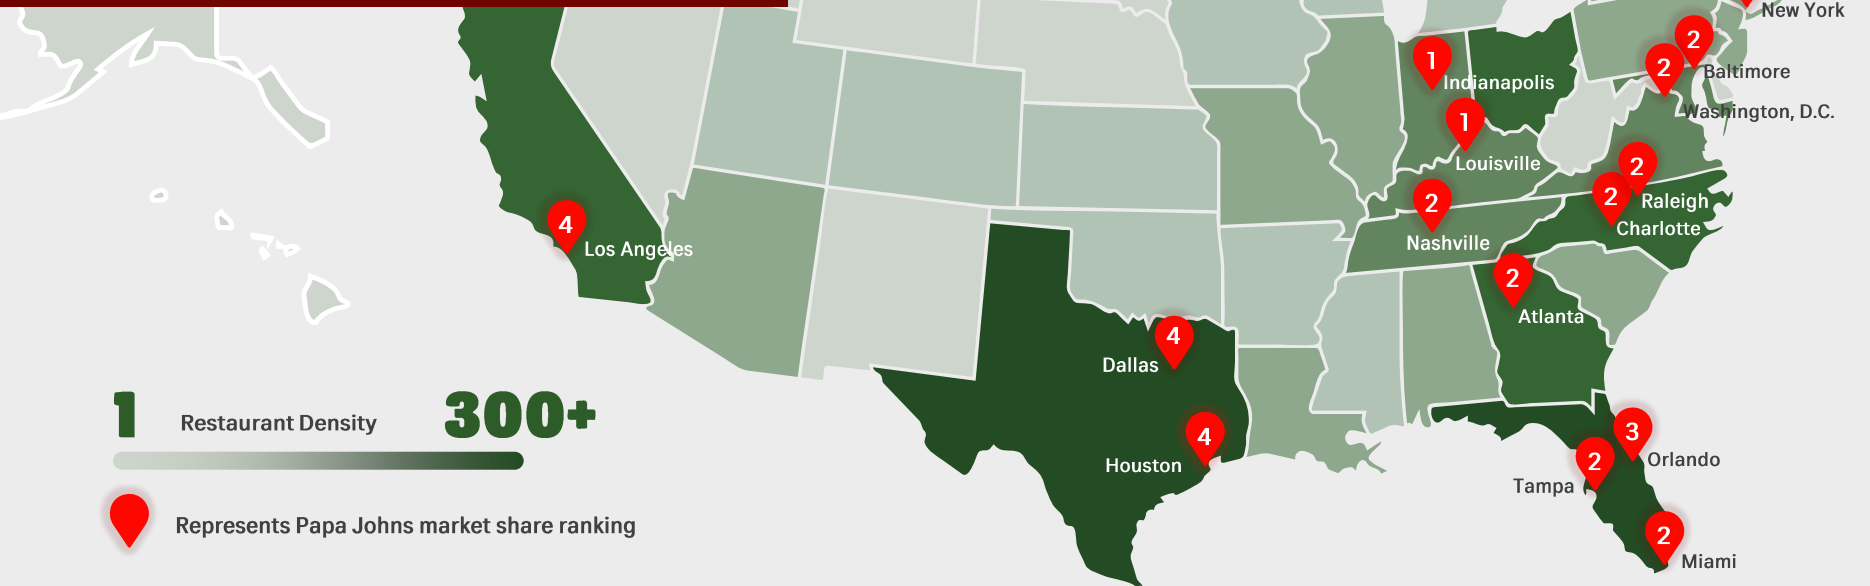 New York
2
Baltimore
2
Washington, D.C.
1
Indianapolis
1
Louisville
2
Raleigh
2
Charlotte
2
Nashville
4
Los Angeles
2
Atlanta
4
Dallas
4
Houston
3
Orlando
2
Tampa
2
Miami
1
Restaurant Density
300+
Represents Papa Johns market share ranking